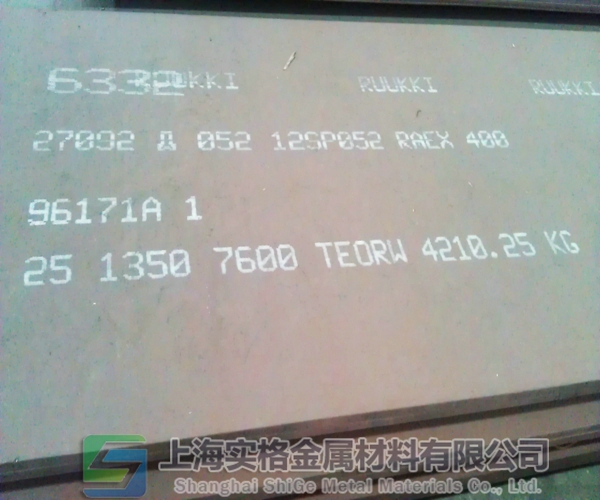 6332 RUUKKI RUUKKI RUUKKI
27092 Д 052 12SP052 RAEX 400
96171A 1
25 1350 7600 TEORW 4210.25 KG
上海实格金属材料有限公司
Shanghai ShiGe Metal Materials Co., Ltd.